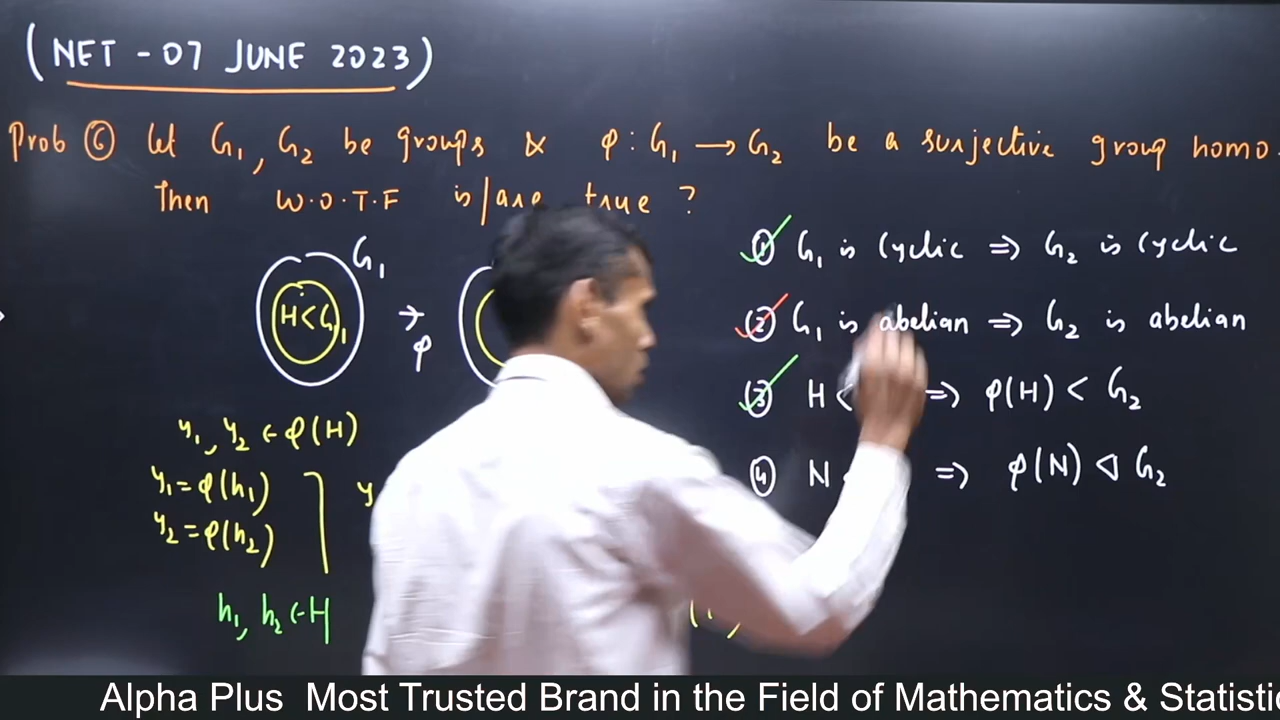 (NET - 07 JUNE 2023)
Prob ⑥ Let G₁, G₂ be groups & φ : G₁ → G₂ be a surjective group homo.
Then W.O.T.F is/are true ?
① G₁ is Cyclic ⇒ G₂ is Cyclic
② G₁ is abelian ⇒ G₂ is abelian
③ H < ⇒ φ(H) < G₂
④ N ⇒ φ(N) ◁ G₂
G₁
H < G₁
→
φ
y₁, y₂ ∈ φ(H)
y₁ = φ(h₁)
y₂ = φ(h₂)
y
h₁, h₂ ∈ H
Alpha Plus Most Trusted Brand in the Field of Mathematics & Statistic